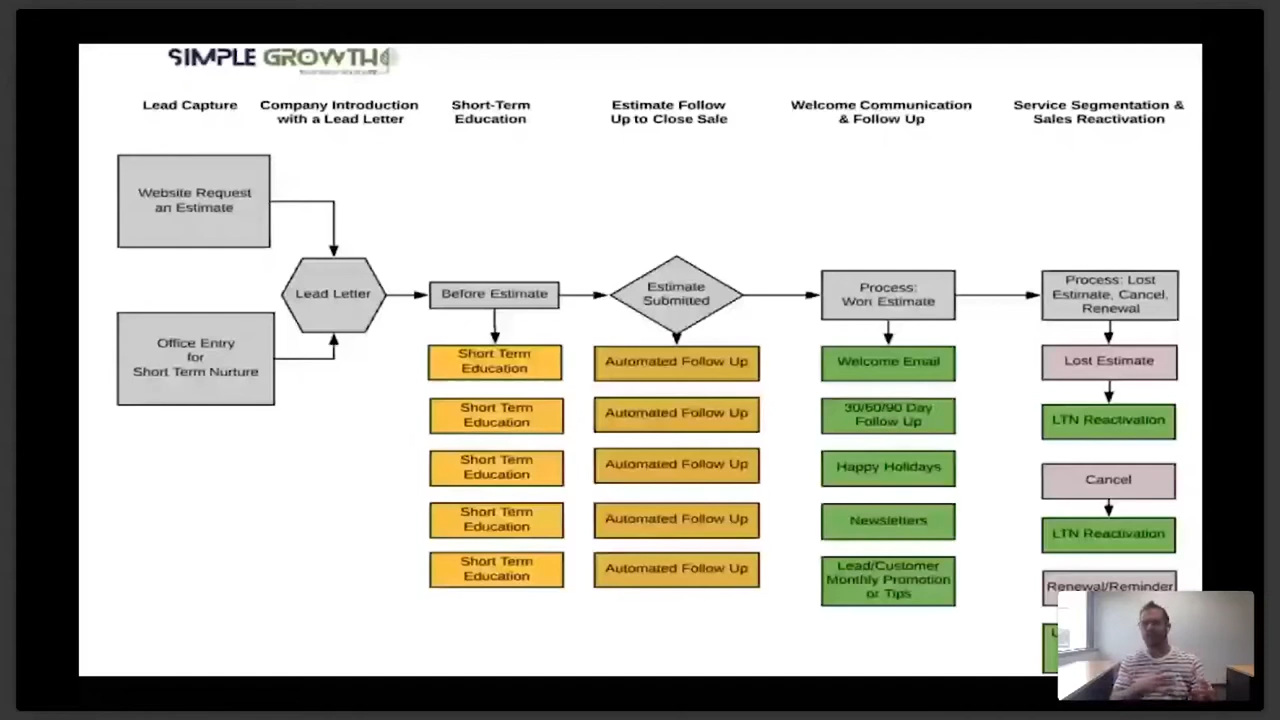 SIMPLE GROWTH
Lead Capture
Company Introduction
with a Lead Letter
Short-Term
Education
Estimate Follow
Up to Close Sale
Welcome Communication
& Follow Up
Service Segmentation &
Sales Reactivation
Website Request
an Estimate
Office Entry
for
Short Term Nurture
Lead Letter
Before Estimate
Short Term
Education
Short Term
Education
Short Term
Education
Short Term
Education
Short Term
Education
Estimate
Submitted
Automated Follow Up
Automated Follow Up
Automated Follow Up
Automated Follow Up
Automated Follow Up
Process:
Won Estimate
Welcome Email
30/60/90 Day
Follow Up
Happy Holidays
Newsletters
Lead/Customer
Monthly Promotion
or Tips
Process: Lost
Estimate, Cancel,
Renewal
Lost Estimate
LTN Reactivation
Cancel
LTN Reactivation
Renewal/Reminder